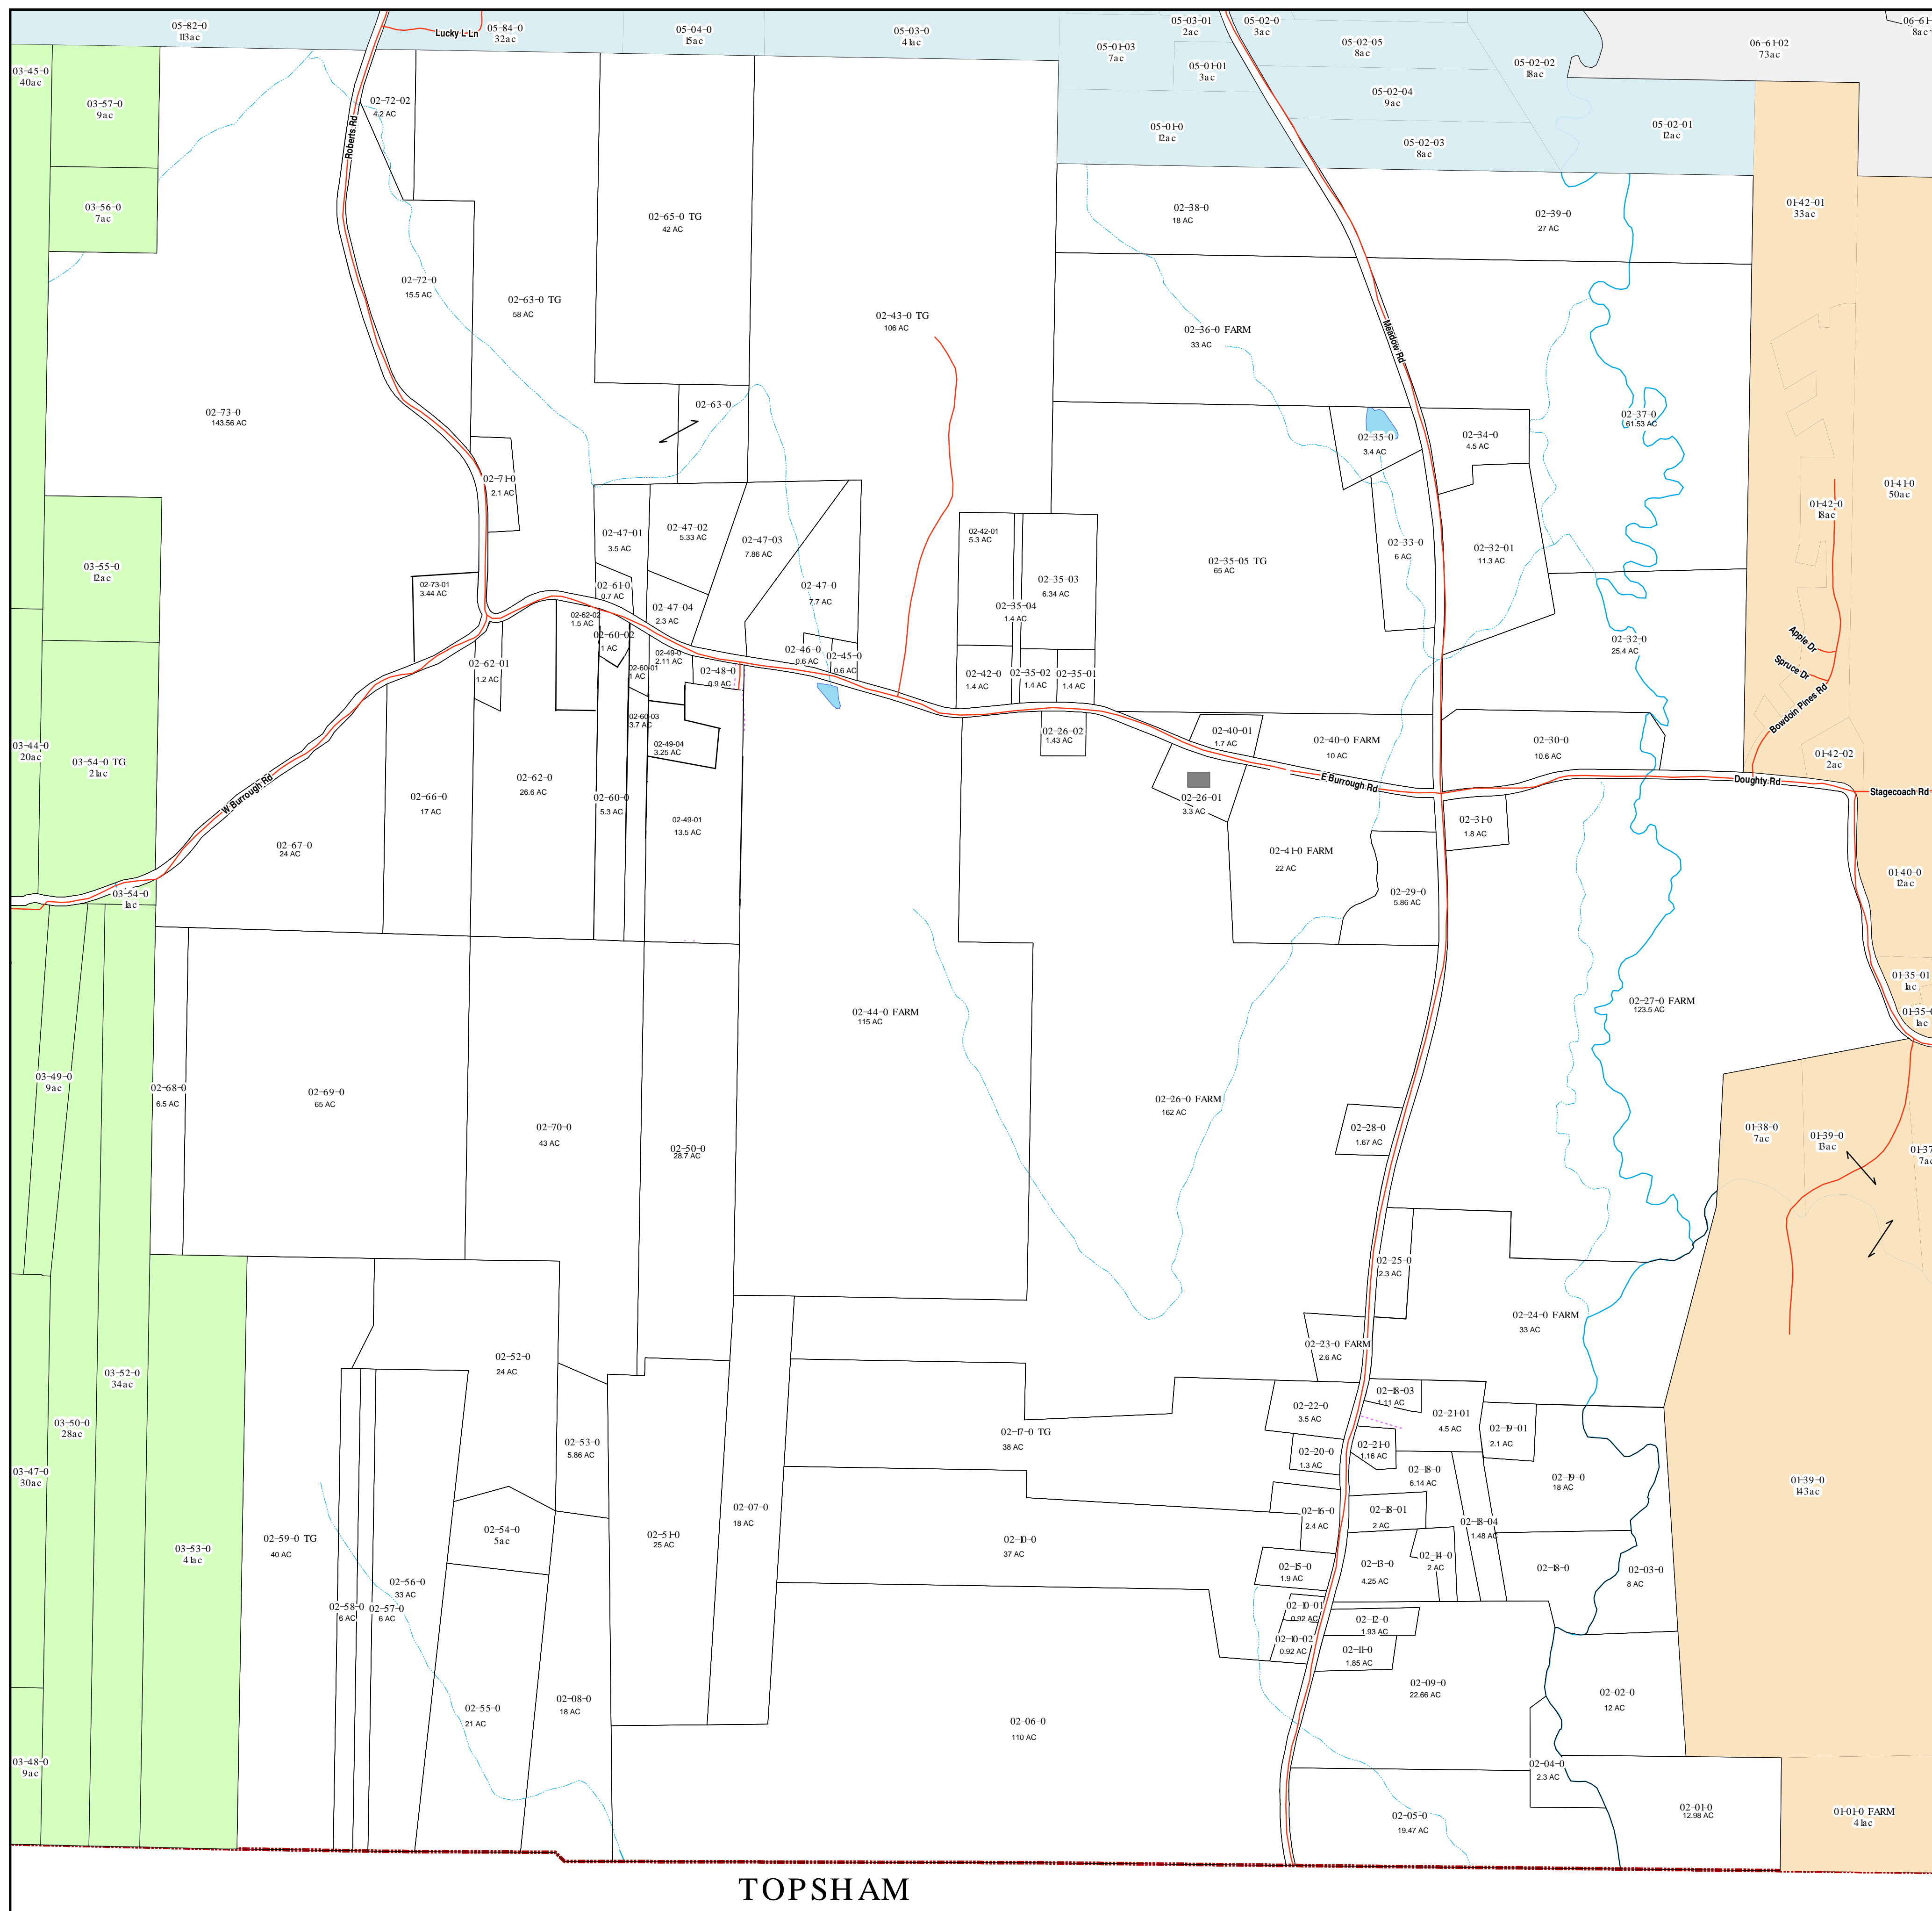 05-82-0
113ac
Lucky L Ln
05-84-0
32ac
05-04-0
15ac
05-03-0
41ac
05-03-01
2ac
05-02-0
3ac
05-01-03
7ac
05-01-01
3ac
05-02-05
8ac
05-02-04
9ac
05-02-02
18ac
06-61-02
73ac
06-61-
8ac
05-01-0
12ac
05-02-03
8ac
05-02-01
12ac
03-45-0
40ac
03-57-0
9ac
03-56-0
7ac
Roberts Rd
02-72-02
4.2 AC
02-65-0 TG
42 AC
02-38-0
18 AC
02-39-0
27 AC
01-42-01
33ac
02-72-0
15.5 AC
02-63-0 TG
58 AC
02-43-0 TG
106 AC
02-36-0 FARM
33 AC
Meadow Rd
02-73-0
143.56 AC
02-63-0
02-37-0
61.53 AC
02-35-0
3.4 AC
02-34-0
4.5 AC
02-71-0
2.1 AC
01-42-0
18ac
01-41-0
50ac
02-47-01
3.5 AC
02-47-02
5.33 AC
02-47-03
7.86 AC
02-42-01
5.3 AC
02-33-0
6 AC
02-32-01
11.3 AC
03-55-0
12ac
02-35-05 TG
65 AC
02-73-01
3.44 AC
02-61-0
0.7 AC
02-47-0
7.7 AC
02-35-03
6.34 AC
02-62-02
1.5 AC
02-47-04
2.3 AC
02-35-04
1.4 AC
02-60-02
1 AC
02-32-0
25.4 AC
Apple Dr
Spruce Dr
Bowdoin Pines Rd
02-62-01
1.2 AC
02-49-0
2.11 AC
02-60-01
1 AC
02-48-0
0.9 AC
02-46-0
0.6 AC
02-45-0
0.6 AC
02-42-0
1.4 AC
02-35-02
1.4 AC
02-35-01
1.4 AC
03-44-0
20ac
03-54-0 TG
21ac
02-60-03
3.7 AC
02-49-04
3.25 AC
02-26-02
1.43 AC
02-40-01
1.7 AC
02-40-0 FARM
10 AC
02-30-0
10.6 AC
01-42-02
2ac
W Burrough Rd
02-66-0
17 AC
02-62-0
26.6 AC
02-60-0
5.3 AC
02-49-01
13.5 AC
02-26-01
3.3 AC
E Burrough Rd
Doughty Rd
Stagecoach Rd
02-31-0
1.8 AC
02-67-0
24 AC
02-41-0 FARM
22 AC
02-29-0
5.86 AC
01-40-0
12ac
03-54-0
1ac
01-35-01
1ac
02-44-0 FARM
115 AC
02-27-0 FARM
123.5 AC
01-35-0
1ac
03-49-0
9ac
02-68-0
6.5 AC
02-69-0
65 AC
02-70-0
43 AC
02-50-0
28.7 AC
02-26-0 FARM
162 AC
02-28-0
1.67 AC
01-38-0
7ac
01-39-0
13ac
01-37
7ac
02-25-0
2.3 AC
02-24-0 FARM
33 AC
02-23-0 FARM
2.6 AC
03-52-0
34ac
02-52-0
24 AC
02-18-03
1.11 AC
02-22-0
3.5 AC
02-21-01
4.5 AC
02-19-01
2.1 AC
03-50-0
28ac
02-53-0
5.86 AC
02-17-0 TG
38 AC
02-20-0
1.3 AC
02-21-0
1.16 AC
03-47-0
30ac
02-18-0
6.14 AC
02-19-0
18 AC
01-39-0
143ac
02-07-0
18 AC
02-16-0
2.4 AC
02-18-01
2 AC
02-18-04
1.48 AC
03-53-0
41ac
02-59-0 TG
40 AC
02-54-0
5ac
02-51-0
25 AC
02-10-0
37 AC
02-15-0
1.9 AC
02-13-0
4.25 AC
02-14-0
2 AC
02-18-0
02-03-0
8 AC
02-56-0
33 AC
02-58-0
6 AC
02-57-0
6 AC
02-10-01
0.92 AC
02-12-0
1.93 AC
02-10-02
0.92 AC
02-11-0
1.85 AC
02-09-0
22.66 AC
02-02-0
12 AC
02-55-0
21 AC
02-08-0
18 AC
02-06-0
110 AC
03-48-0
9ac
02-04-0
2.3 AC
02-05-0
19.47 AC
02-01-0
12.98 AC
01-01-0 FARM
41ac
TOPSHAM